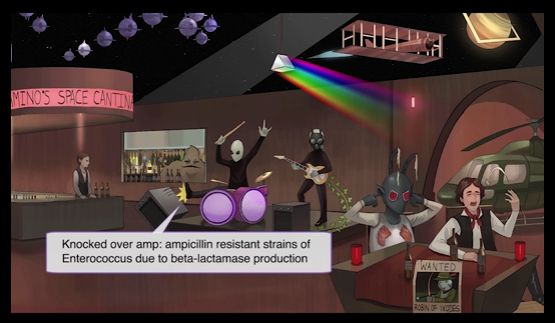 AMINO'S SPACE CANTINA
Knocked over amp: ampicillin resistant strains of
Enterococcus due to beta-lactamase production
WANTED
ROBIN OF